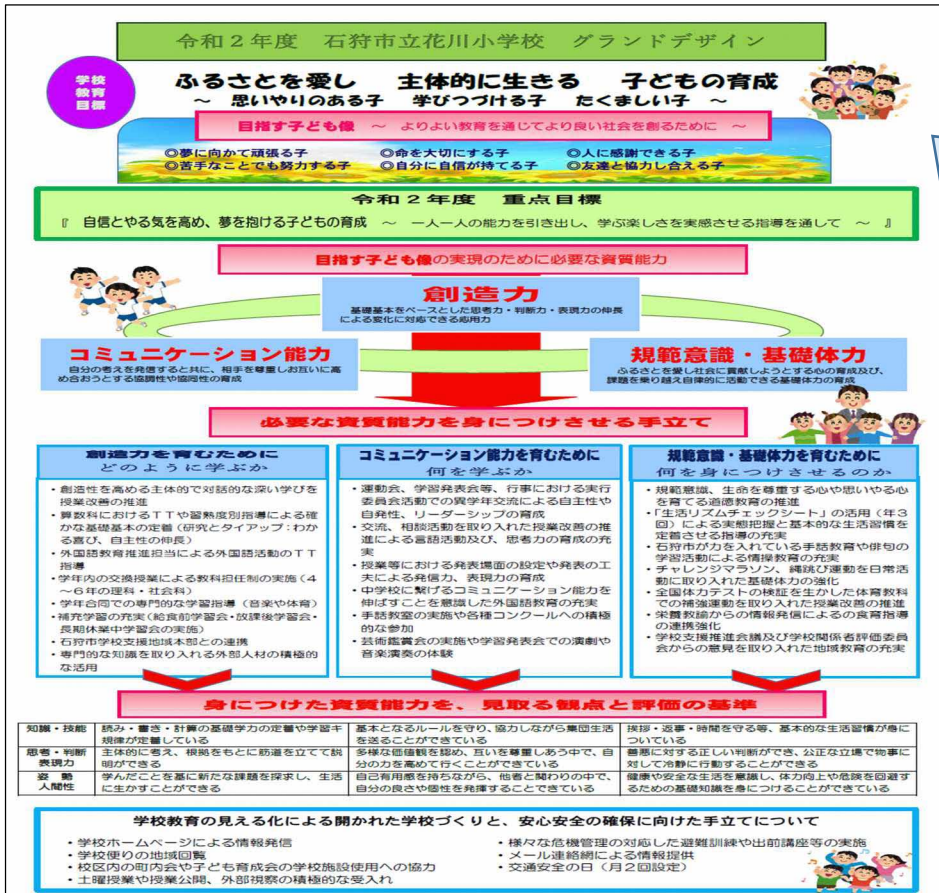 令和２年度　石狩市立花川小学校　グランドデザイン
学校
教育
目標
ふるさとを愛し　主体的に生きる　子どもの育成
～　思いやりのある子　学びつづける子　たくましい子　～
目指す子ども像　～　よりよい教育を通じてより良い社会を創るために　～
◎夢に向かて頑張る子　◎命を大切にする子　◎人に感謝できる子
◎苦手なことでも努力する子　◎自分に自信が持てる子　◎友達と協力し合える子
令和２年度　重点目標
『　自信とやる気を高め、夢を抱ける子どもの育成　～　一人一人の能力を引き出し、学ぶ楽しさを実感させる指導を通して　～　』
目指す子ども像の実現のために必要な資質能力
創造力
基礎基本をベースとした思考力・判断力・表現力の伸長
による変化に対応できる応用力
コミュニケーション能力
自分の考えを発信すると共に、相手を尊重しお互いに高
め合おうとする協調性や協同性の育成
規範意識・基礎体力
ふるさとを愛し社会に貢献しようとする心の育成及び、
課題を乗り越え自律的に活動できる基礎体力の育成
必要な資質能力を身につけさせる手立て
創造力を育むために
どのように学ぶか
・創造性を高める主体的で対話的な深い学びを
授業改善の推進
・算数科におけるＴＴや習熟度別指導による確
かな基礎基本の定着（研究とタイアップ：わか
る喜び、自主性の伸長）
・外国語教育推進担当による外国語活動のＴＴ
指導
・学年内の交換授業による教科担任制の実施（４
～６年の理科・社会科）
・学年合同での専門的な学習指導（音楽や体育）
・補充学習の充実（給食前学習会・放課後学習会・
長期休業中学習会の実施）
・石狩市学校支援地域本部との連携
・専門的な知識を取り入れる外部人材の積極的
な活用
コミュニケーション能力を育むために
何を学ぶか
・運動会、学習発表会等、行事における実行
委員会活動での異学年交流による自主性や
自発性、リーダーシップの育成
・交流、相談活動を取り入れた授業改善の推
進による言語活動及び、思考力の育成の充
実
・授業等における発表場面の設定や発表の工
夫による発信力、表現力の育成
・中学校に繋げるコミュニケーション能力を
伸ばすことを意識した外国語教育の充実
・手話教室の実施や各種コンクールへの積極
的な参加
・芸術鑑賞会の実施や学習発表会での演劇や
音楽演奏の体験
規範意識・基礎体力を育むために
何を身につけさせるのか
・規範意識、生命を尊重する心や思いやる心
を育てる道徳教育の推進
・「生活リズムチェックシート」の活用（年３
回）による実態把握と基本的な生活習慣を
定着させる指導の充実
・石狩市が力を入れている手話教育や俳句の
学習活動による情操教育の充実
・チャレンジマラソン、縄跳び運動を日常活
動に取り入れた基礎体力の強化
・全国体力テストの検証を生かした体育教科
での補強運動を取り入れた授業改善の推進
・栄養教諭からの情報発信によるの食育指導
の連携強化
・学校支援推進会議及び学校関係者評価委員
会からの意見を取り入れた地域教育の充実
身につけた資質能力を、見取る観点と評価の基準
知識・技能　読み・書き・計算の基礎学力の定着や学習キ　基本となるルールを守り、協力しながら集団生活　挨拶・返事・時間を守る等、基本的な生活習慣が身に
規律が定着している　を送ることができている　ついている
思考・判断　主体的に考え、根拠をもとに筋道を立てて説　多様な価値観を認め、互いを尊重しあう中で、自　善悪に対する正しい判断ができ、公正な立場で物事に
表現力　明ができる　分の力を高めて行くことができている　対して冷静に行動することができる
姿　勢　学んだことを基に新たな課題を探求し、生活　自己有用感を持ちながら、他者と関わりの中で、　健康や安全な生活を意識し、体力向上や危険を回避す
人間性　に生かすことができる　自分の良さや個性を発揮することできている　るための基礎知識を身につけることができている
学校教育の見える化による開かれた学校づくりと、安心安全の確保に向けた手立てについて
・学校ホームページによる情報発信
・学校便りの地域回覧
・校区内の町内会や子ども育成会の学校施設使用への協力
・土曜授業や授業公開、外部視察の積極的な受入れ
・様々な危機管理の対応した避難訓練や出前講座等の実施
・メール連絡網による情報提供
・交通安全の日（月２回設定）